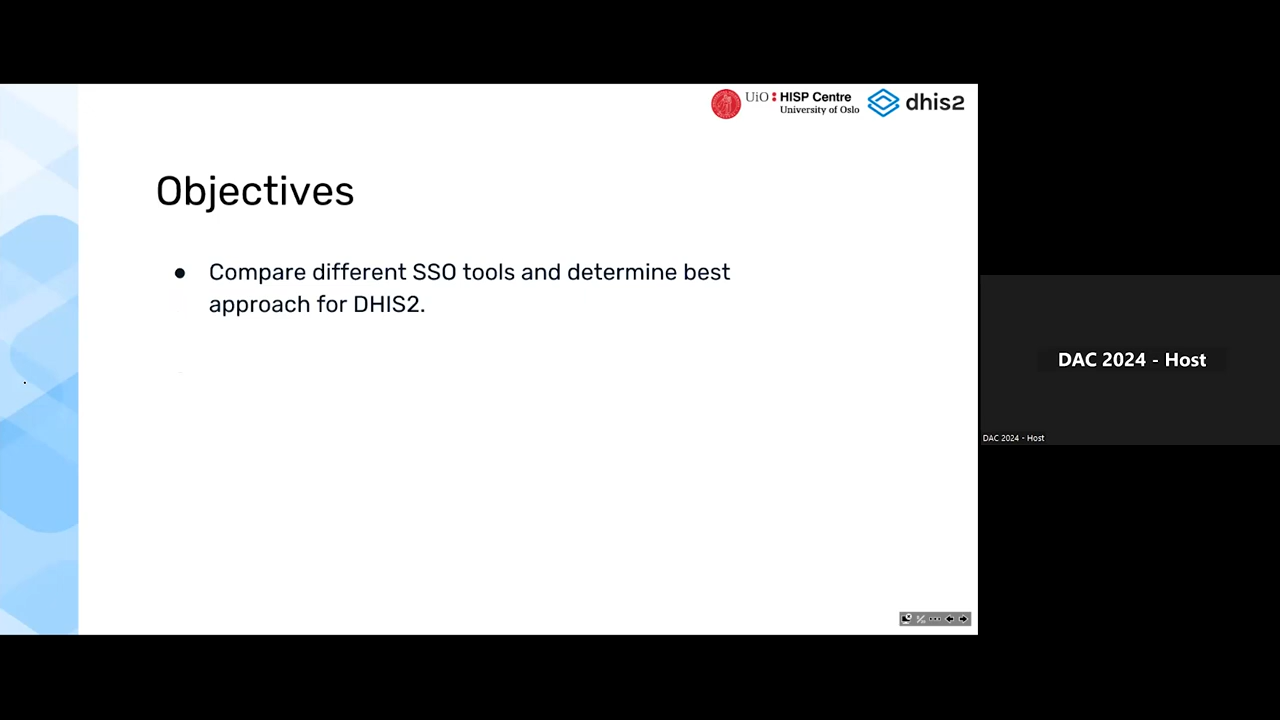 UiO : HISP Centre
University of Oslo
dhis2
Objectives
● Compare different SSO tools and determine best
approach for DHIS2.
DAC 2024 - Host
DAC 2024 - Host